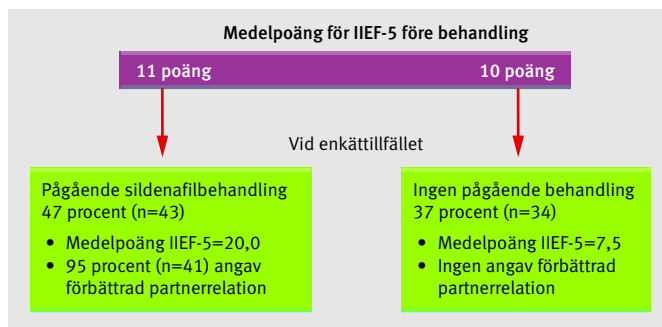 Medelpoäng för IIEF-5 före behandling
11 poäng
10 poäng
Vid enkättillfället
Pågående sildenafilbehandling
47 procent (n=43)
• Medelpoäng IIEF-5=20,0
• 95 procent (n=41) angav
förbättrad partnerrelation
Ingen pågående behandling
37 procent (n=34)
• Medelpoäng IIEF-5=7,5
• Ingen angav förbättrad
partnerrelation